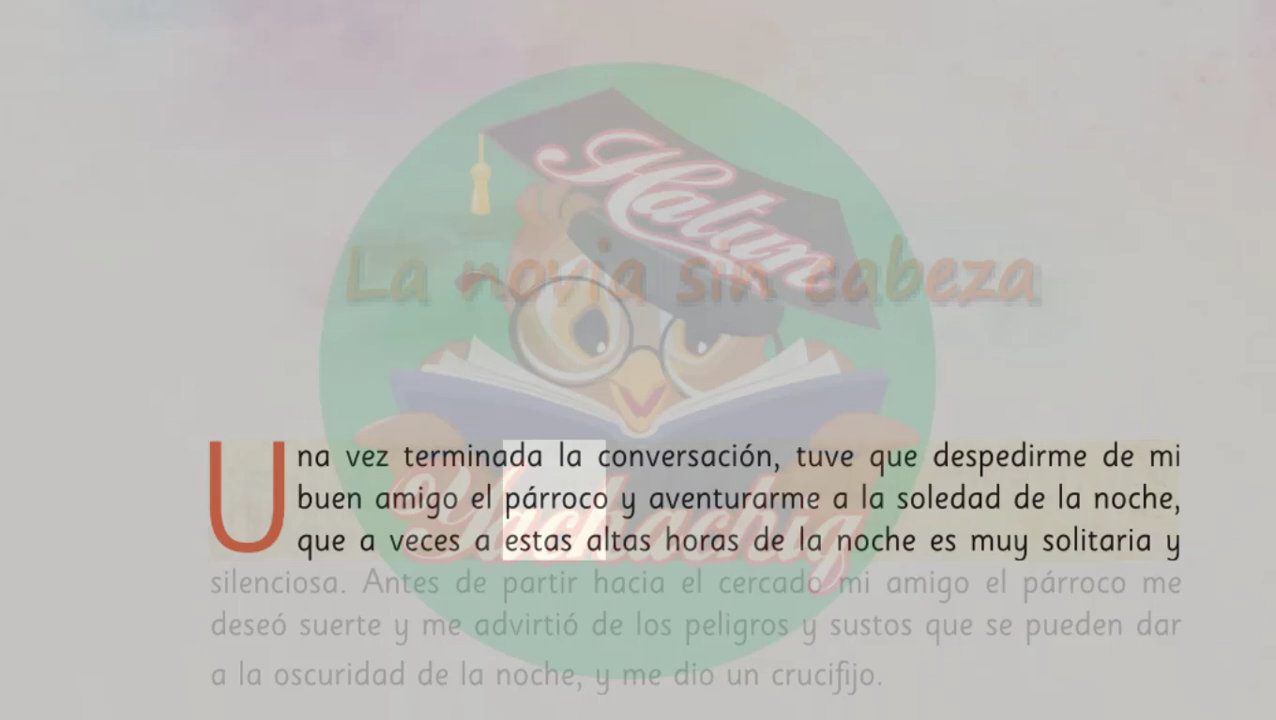 Hatun
La novia sin cabeza
Una vez terminada la conversación, tuve que despedirme de mi
buen amigo el párroco y aventurarme a la soledad de la noche,
que a veces a estas altas horas de la noche es muy solitaria y
Yachachiq
silenciosa. Antes de partir hacia el cercado mi amigo el párroco me
deseó suerte y me advirtió de los peligros y sustos que se pueden dar
a la oscuridad de la noche, y me dio un crucifijo.